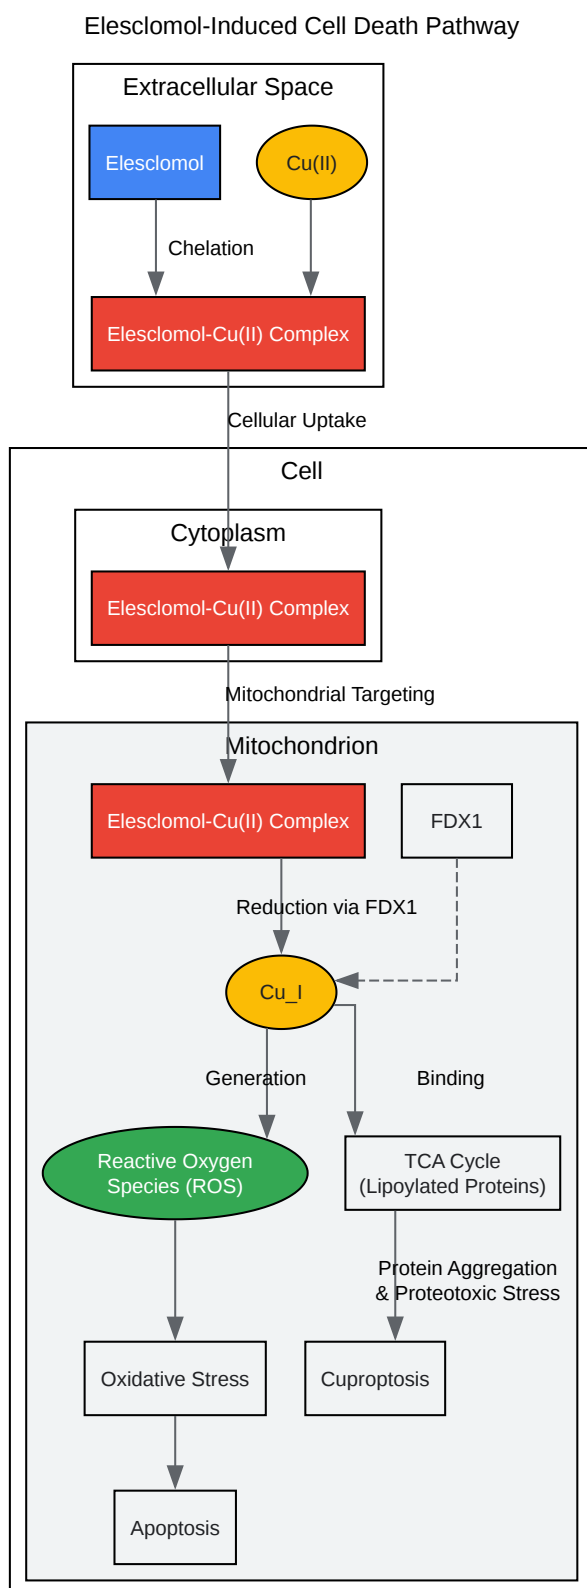 Elesclomol-Induced Cell Death Pathway
Extracellular Space
Elesclomol
Cu(II)
Chelation
Elesclomol-Cu(II) Complex
Cellular Uptake
Cell
Cytoplasm
Elesclomol-Cu(II) Complex
Mitochondrial Targeting
Mitochondrion
Elesclomol-Cu(II) Complex
FDX1
Reduction via FDX1
Cu_I
Generation
Binding
Reactive Oxygen
Species (ROS)
TCA Cycle
(Lipoylated Proteins)
Protein Aggregation
& Proteotoxic Stress
Oxidative Stress
Cuproptosis
Apoptosis